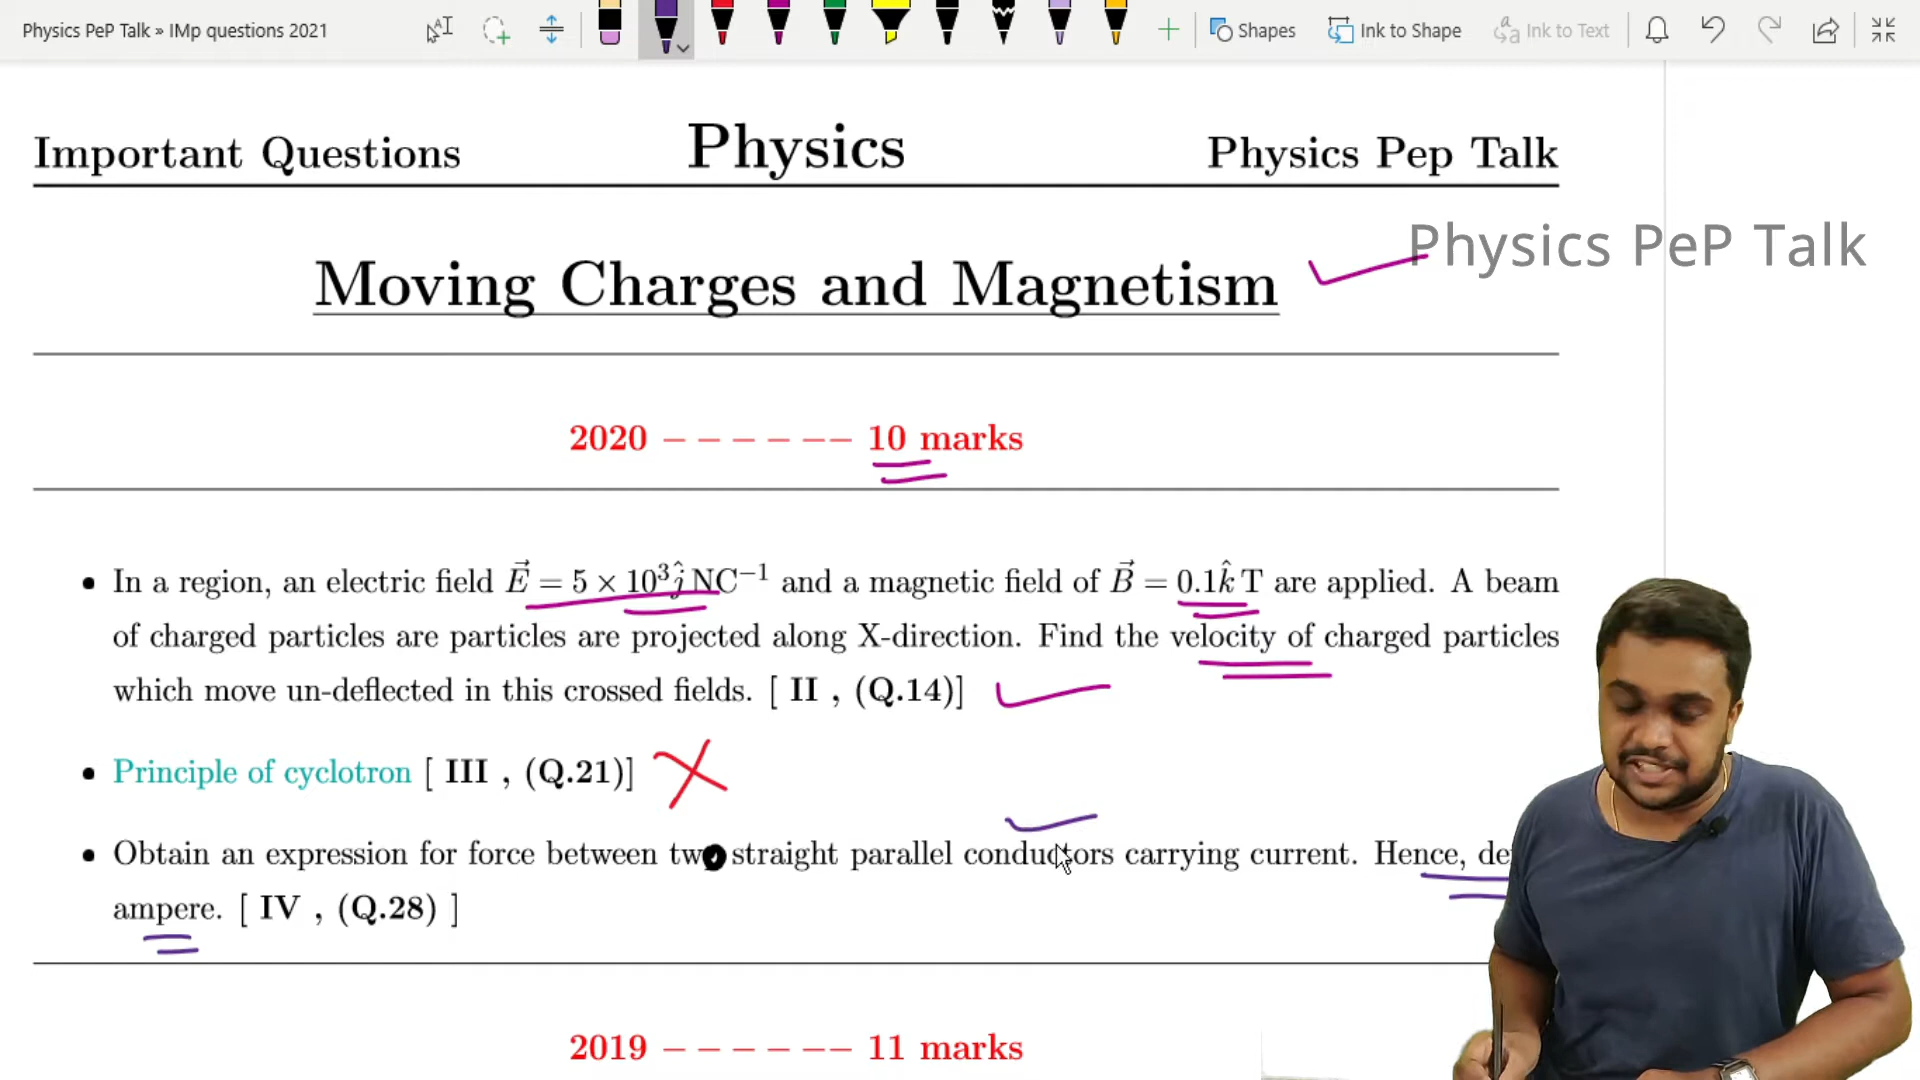 Physics PeP Talk » IMp questions 2021
Shapes
Ink to Shape
Ink to Text
Important Questions
Physics
Physics Pep Talk
Physics PeP Talk
Moving Charges and Magnetism
2020 – – – – – – 10 marks
• In a region, an electric field E⃗ = 5 × 10³ĵ NC⁻¹ and a magnetic field of B⃗ = 0.1k̂ T are applied. A beam
of charged particles are particles are projected along X-direction. Find the velocity of charged particles
which move un-deflected in this crossed fields. [ II , (Q.14)]
• Principle of cyclotron [ III , (Q.21)]
• Obtain an expression for force between two straight parallel conductors carrying current. Hence,
ampere. [ IV , (Q.28) ]
2019 – – – – – – 11 marks